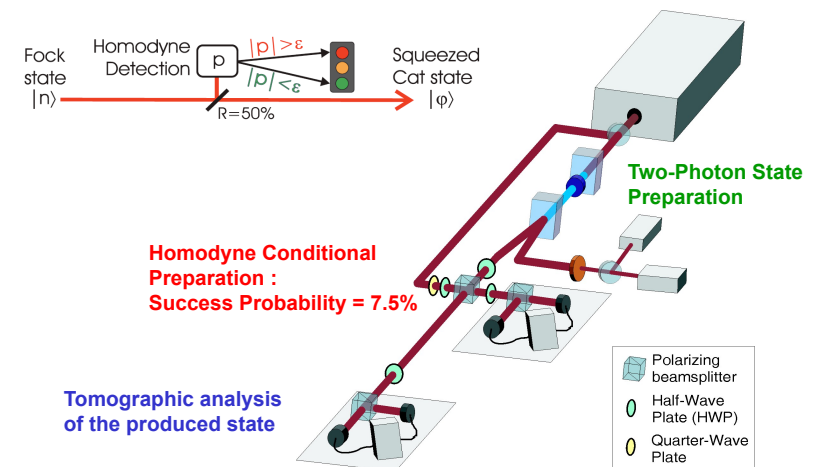 Fock
state
|n⟩
Homodyne
Detection
p
|p|>ε
|p|<ε
R=50%
Squeezed
Cat state
|φ⟩
Two-Photon State
Preparation
Homodyne Conditional
Preparation :
Success Probability = 7.5%
Tomographic analysis
of the produced state
Polarizing
beamsplitter
Half-Wave
Plate (HWP)
Quarter-Wave
Plate